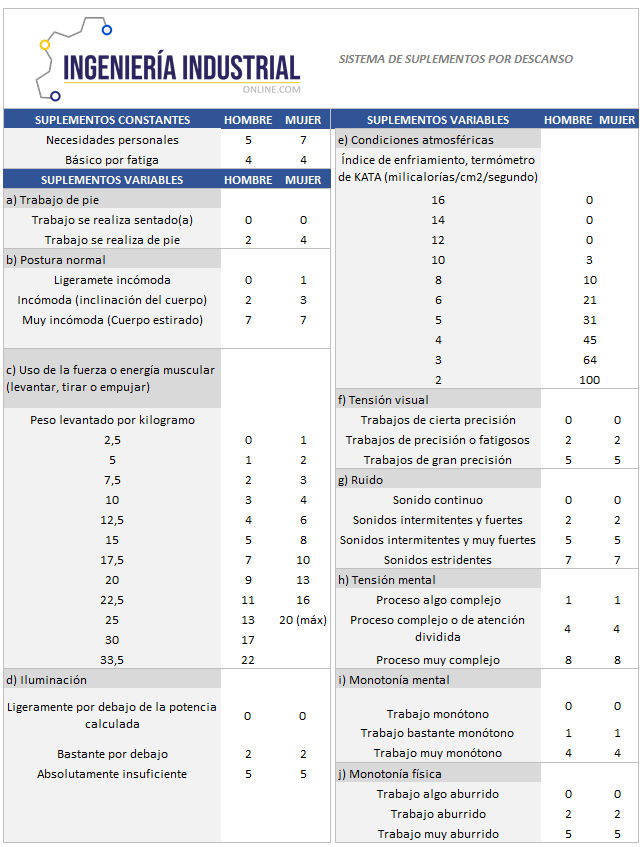 INGENIERÍA INDUSTRIAL
ONLINE.COM
SISTEMA DE SUPLEMENTOS POR DESCANSO
SUPLEMENTOS CONSTANTES HOMBRE MUJER
Necesidades personales 5 7
Básico por fatiga 4 4
SUPLEMENTOS VARIABLES HOMBRE MUJER
a) Trabajo de pie
Trabajo se realiza sentado(a) 0 0
Trabajo se realiza de pie 2 4
b) Postura normal
Ligeramete incómoda 0 1
Incómoda (inclinación del cuerpo) 2 3
Muy incómoda (Cuerpo estirado) 7 7
c) Uso de la fuerza o energía muscular
(levantar, tirar o empujar)
Peso levantado por kilogramo
2,5 0 1
5 1 2
7,5 2 3
10 3 4
12,5 4 6
15 5 8
17,5 7 10
20 9 13
22,5 11 16
25 13 20 (máx)
30 17
33,5 22
d) Iluminación
Ligeramente por debajo de la potencia
calculada 0 0
Bastante por debajo 2 2
Absolutamente insuficiente 5 5
SUPLEMENTOS VARIABLES HOMBRE MUJER
e) Condiciones atmosféricas
Índice de enfriamiento, termómetro
de KATA (milicalorías/cm2/segundo)
16 0
14 0
12 0
10 3
8 10
6 21
5 31
4 45
3 64
2 100
f) Tensión visual
Trabajos de cierta precisión 0 0
Trabajos de precisión o fatigosos 2 2
Trabajos de gran precisión 5 5
g) Ruido
Sonido continuo 0 0
Sonidos intermitentes y fuertes 2 2
Sonidos intermitentes y muy fuertes 5 5
Sonidos estridentes 7 7
h) Tensión mental
Proceso algo complejo 1 1
Proceso complejo o de atención
dividida 4 4
Proceso muy complejo 8 8
i) Monotonía mental
Trabajo monótono 0 0
Trabajo bastante monótono 1 1
Trabajo muy monótono 4 4
j) Monotonía física
Trabajo algo aburrido 0 0
Trabajo aburrido 2 2
Trabajo muy aburrido 5 5